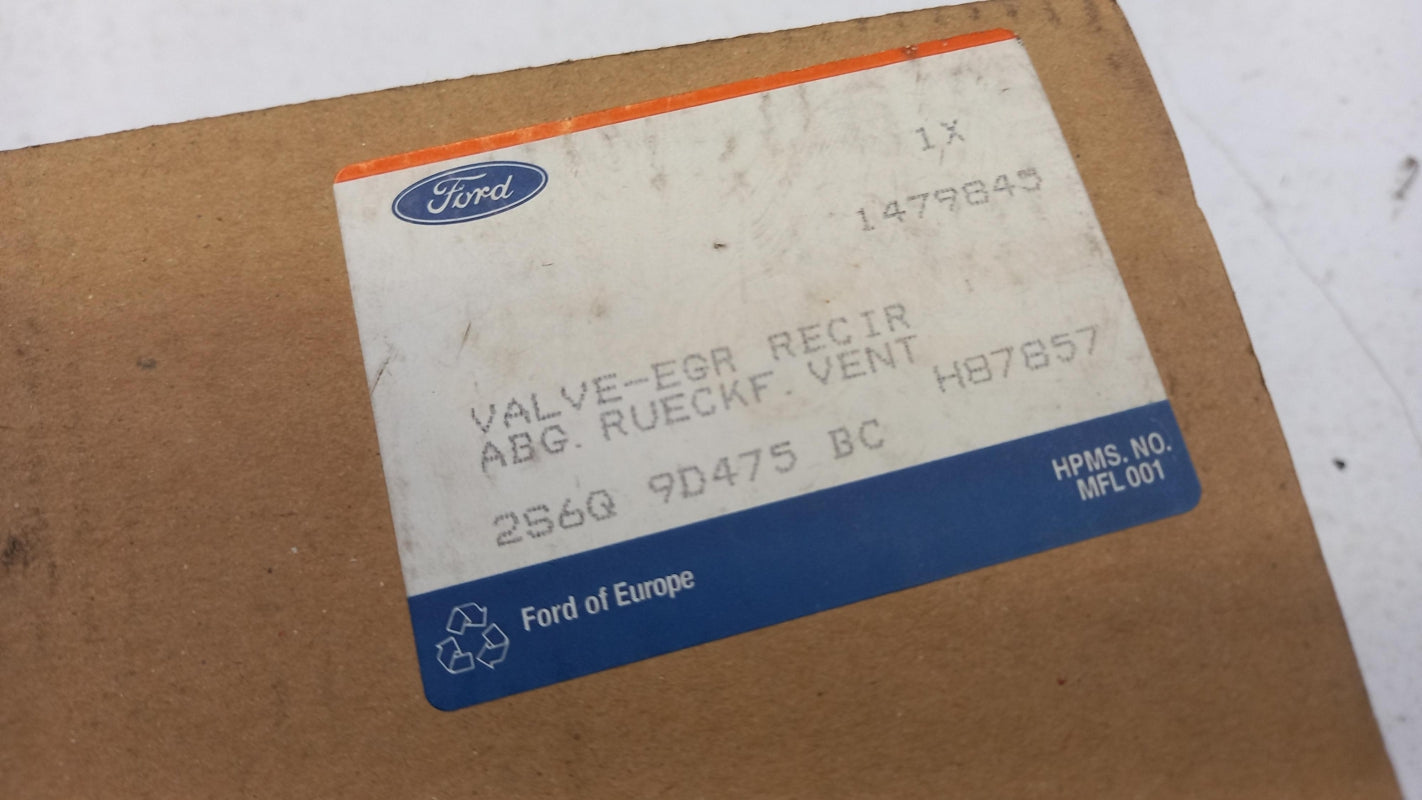 Ford
1X
1479845
VALVE-EGR RECIR
ABG. RUECKF. VENT
H87857
2S6Q 9D475 BC
HPMS. NO.
MFL 001
Ford of Europe